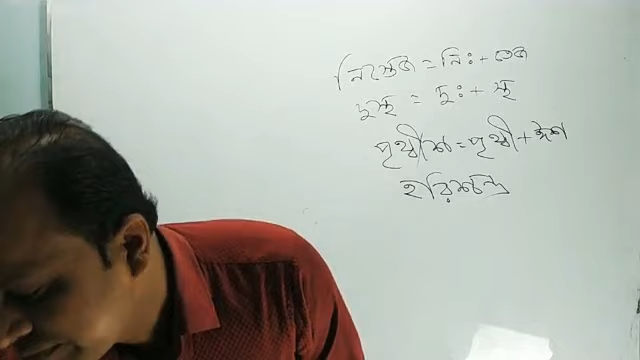 নিস্তেজ = নিঃ + তেজ
দুস্থ = দুঃ + স্থ
পৃথ্বীশ = পৃথ্বী + ঈশ
হরিশ্চন্দ্র